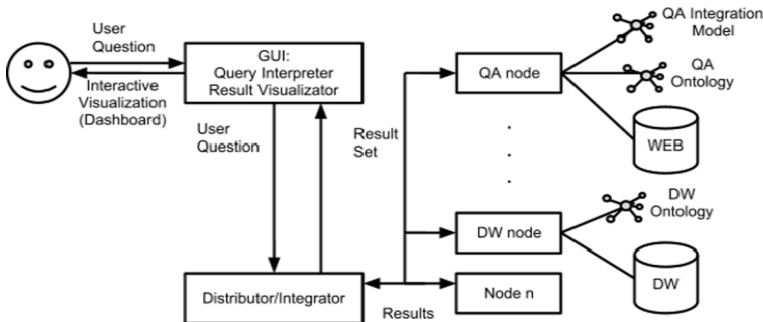 User
Question
Interactive
Visualization
(Dashboard)
GUI:
Query Interpreter
Result Visualizator
User
Question
Distributor/Integrator
Result
Set
Results
QA node
QA Integration
Model
QA
Ontology
WEB
DW node
DW
Ontology
DW
Node n